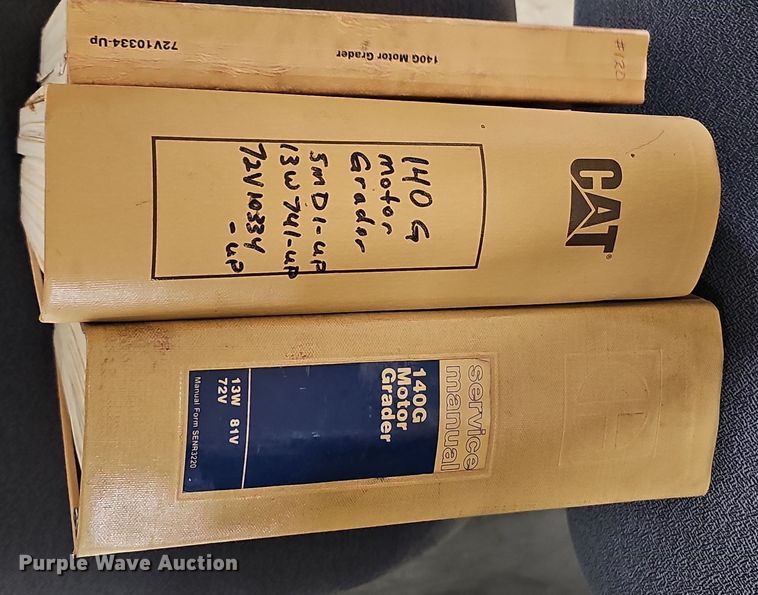 140G Motor Grader
72V10334-Up
#120
CAT®
140 G
motor
Grader
5MD1-UP
13W741-UP
72V10334
-UP
service
manual
140G
Motor
Grader
13W 81V
72V
Manual Form SENR3220
Purple Wave Auction